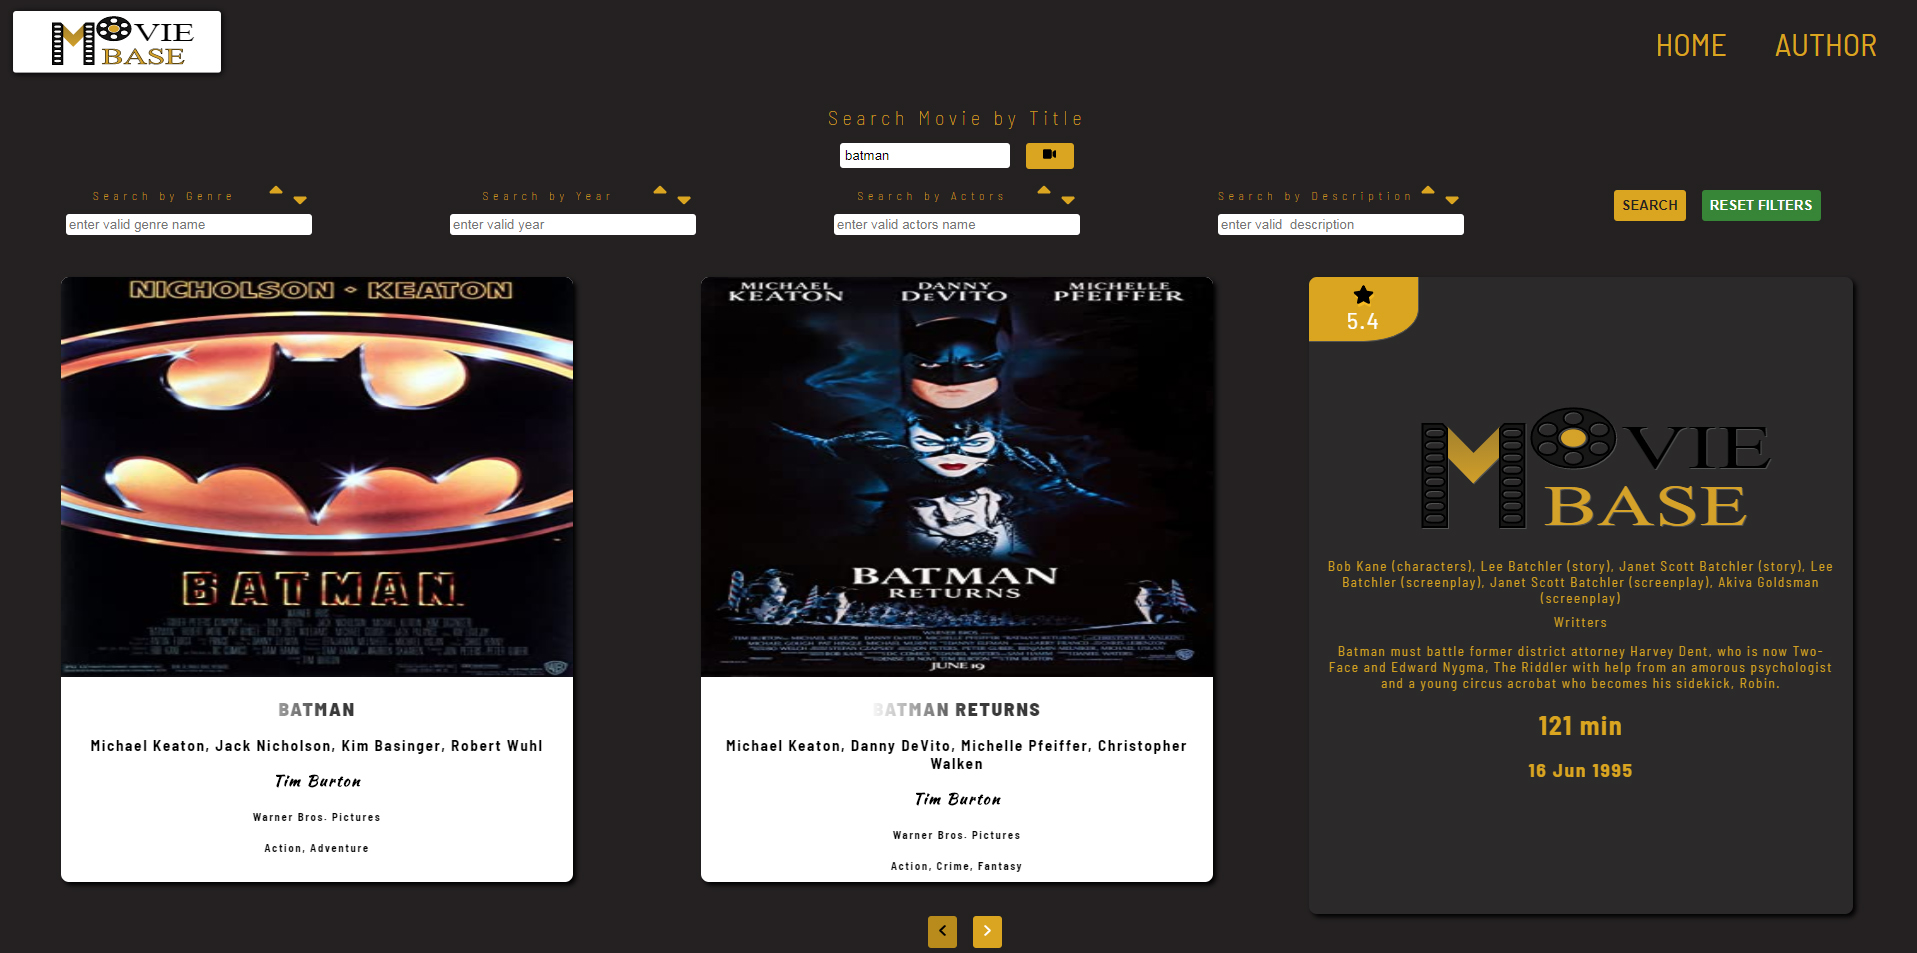 MOVIE
BASE
HOME
AUTHOR
Search Movie by Title
batman
Search by Genre
Search by Year
Search by Actors
Search by Description
enter valid genre name
enter valid year
enter valid actors name
enter valid  description
SEARCH
RESET FILTERS
NICHOLSON · KEATON
BATMAN
BATMAN
Michael Keaton, Jack Nicholson, Kim Basinger, Robert Wuhl
Tim Burton
Warner Bros. Pictures
Action, Adventure
MICHAEL
KEATON
DANNY
DEVITO
MICHELLE
PFEIFFER
BATMAN
RETURNS
JUNE 19
BATMAN RETURNS
Michael Keaton, Danny DeVito, Michelle Pfeiffer, Christopher
Walken
Tim Burton
Warner Bros. Pictures
Action, Crime, Fantasy
5.4
MOVIE
BASE
Bob Kane (characters), Lee Batchler (story), Janet Scott Batchler (story), Lee
Batchler (screenplay), Janet Scott Batchler (screenplay), Akiva Goldsman
(screenplay)
Writters
Batman must battle former district attorney Harvey Dent, who is now Two-
Face and Edward Nygma, The Riddler with help from an amorous psychologist
and a young circus acrobat who becomes his sidekick, Robin.
121 min
16 Jun 1995